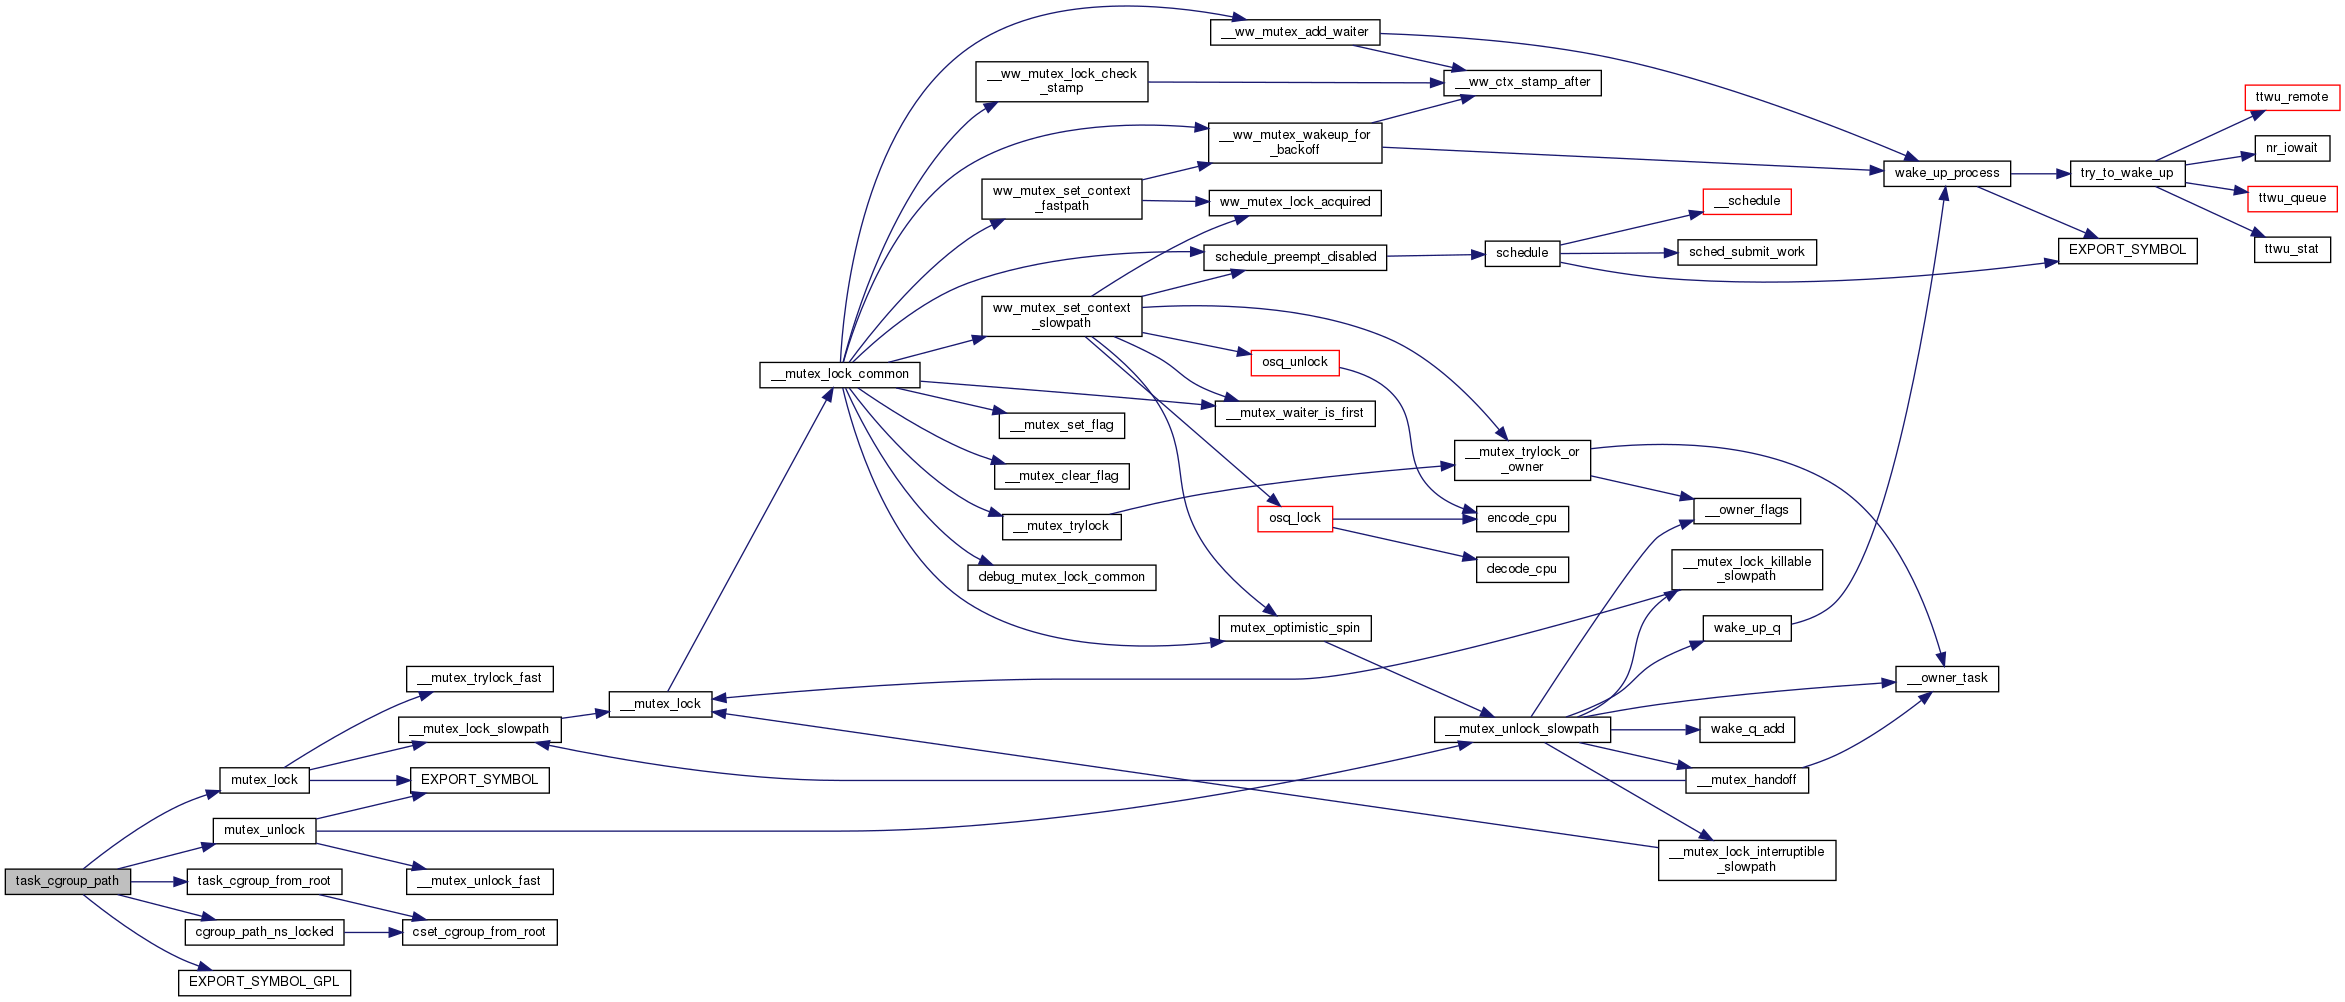 __ww_mutex_add_waiter
__ww_mutex_lock_check
_stamp
__ww_ctx_stamp_after
ttwu_remote
__ww_mutex_wakeup_for
_backoff
nr_iowait
wake_up_process
try_to_wake_up
ww_mutex_set_context
_fastpath
ww_mutex_lock_acquired
__schedule
ttwu_queue
schedule_preempt_disabled
schedule
sched_submit_work
EXPORT_SYMBOL
ttwu_stat
ww_mutex_set_context
_slowpath
osq_unlock
__mutex_lock_common
__mutex_waiter_is_first
__mutex_set_flag
__mutex_trylock_or
_owner
__mutex_clear_flag
__owner_flags
__mutex_trylock
osq_lock
encode_cpu
debug_mutex_lock_common
decode_cpu
__mutex_lock_killable
_slowpath
mutex_optimistic_spin
wake_up_q
__mutex_trylock_fast
__owner_task
__mutex_lock
__mutex_lock_slowpath
__mutex_unlock_slowpath
wake_q_add
mutex_lock
EXPORT_SYMBOL
__mutex_handoff
mutex_unlock
__mutex_lock_interruptible
_slowpath
task_cgroup_path
task_cgroup_from_root
__mutex_unlock_fast
cgroup_path_ns_locked
cset_cgroup_from_root
EXPORT_SYMBOL_GPL